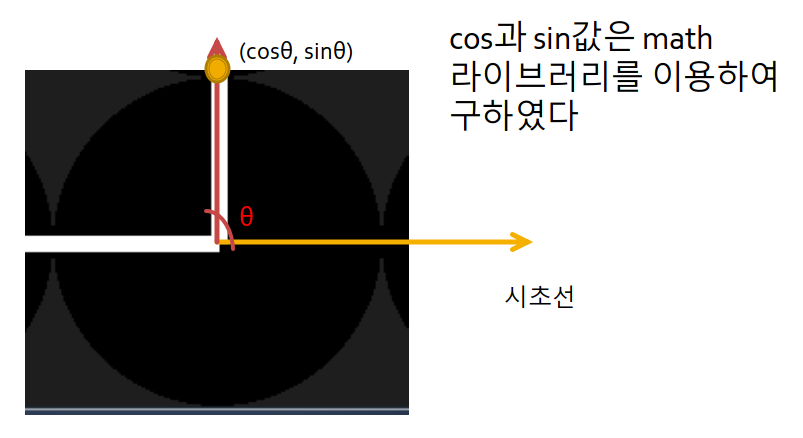 (cosθ, sinθ)
cos과 sin값은 math
라이브러리를 이용하여
구하였다
θ
시초선